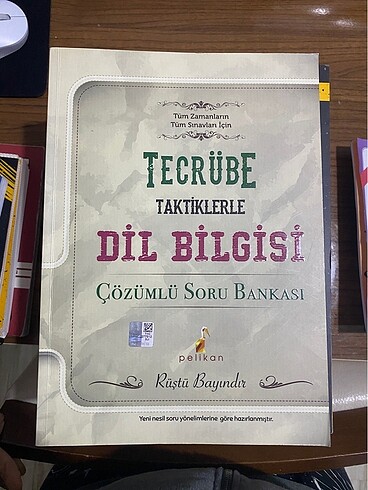 Tüm Zamanların
Tüm Sınavları İçin
TECRÜBE
TAKTİKLERLE
DİL BİLGİSİ
ÇÖZÜMLÜ SORU BANKASI
pelikan
Rüştü Bayındır
Yeni nesil soru yönelimlerine göre hazırlanmıştır.